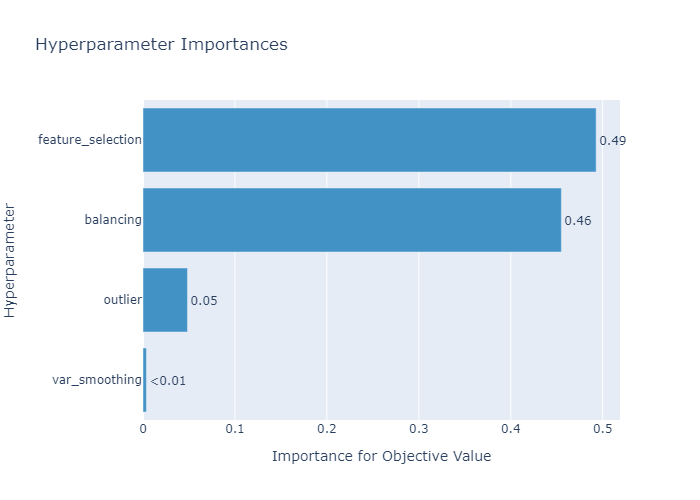 Hyperparameter Importances
Hyperparameter
feature_selection
0.49
balancing
0.46
outlier
0.05
var_smoothing
<0.01
0 0.1 0.2 0.3 0.4 0.5
Importance for Objective Value